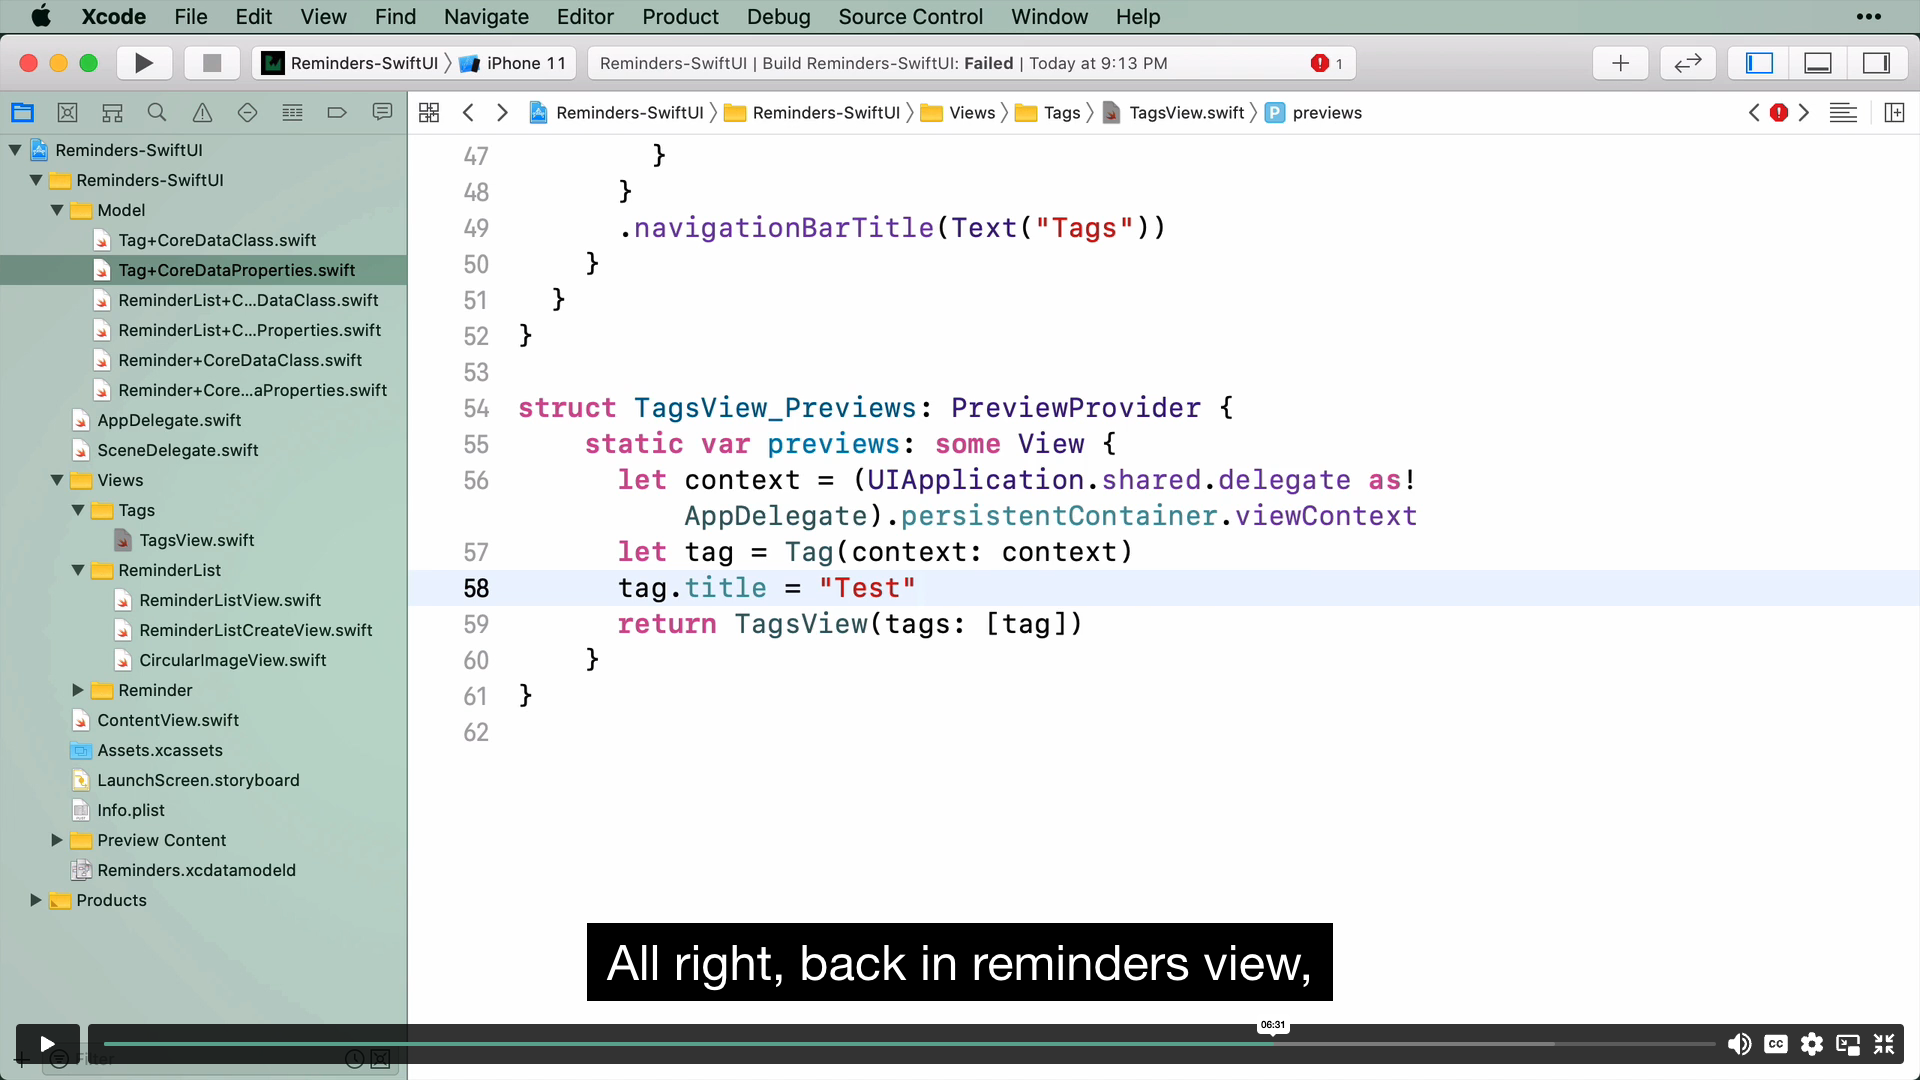 Xcode File Edit View Find Navigate Editor Product Debug Source Control Window Help •••
Reminders-SwiftUI iPhone 11 Reminders-SwiftUI | Build Reminders-SwiftUI: Failed | Today at 9:13 PM 1
Reminders-SwiftUI Reminders-SwiftUI Views Tags TagsView.swift P previews
Reminders-SwiftUI
Reminders-SwiftUI
Model
Tag+CoreDataClass.swift
Tag+CoreDataProperties.swift
ReminderList+C...DataClass.swift
ReminderList+C...Properties.swift
Reminder+CoreDataClass.swift
Reminder+Core...aProperties.swift
AppDelegate.swift
SceneDelegate.swift
Views
Tags
TagsView.swift
ReminderList
ReminderListView.swift
ReminderListCreateView.swift
CircularImageView.swift
Reminder
ContentView.swift
Assets.xcassets
LaunchScreen.storyboard
Info.plist
Preview Content
Reminders.xcdatamodeld
Products
Filter
47 }
48 }
49 .navigationBarTitle(Text("Tags"))
50 }
51 }
52 }
53
54 struct TagsView_Previews: PreviewProvider {
55 static var previews: some View {
56 let context = (UIApplication.shared.delegate as!
AppDelegate).persistentContainer.viewContext
57 let tag = Tag(context: context)
58 tag.title = "Test"
59 return TagsView(tags: [tag])
60 }
61 }
62
All right, back in reminders view,
06:31
CC